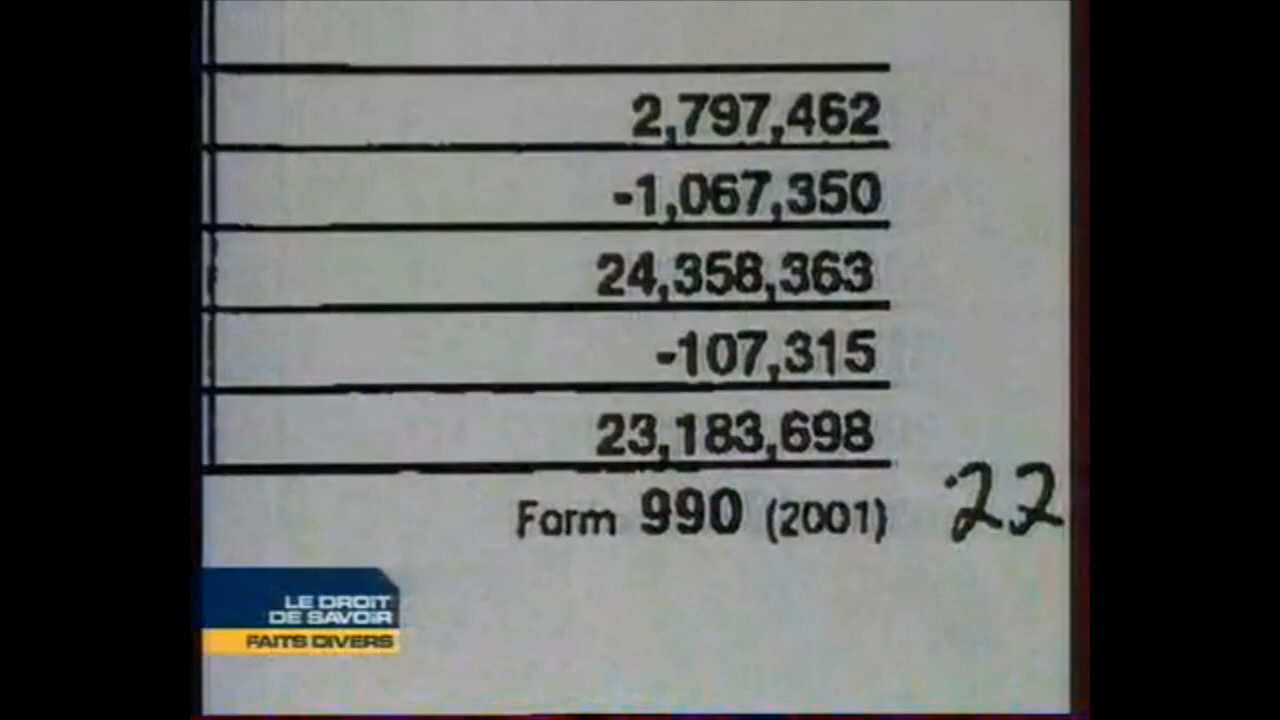 2,797,462
-1,067,350
24,358,363
-107,315
23,183,698
Form 990 (2001)
22
LE DROIT
DE SAVOIR
FAITS DIVERS